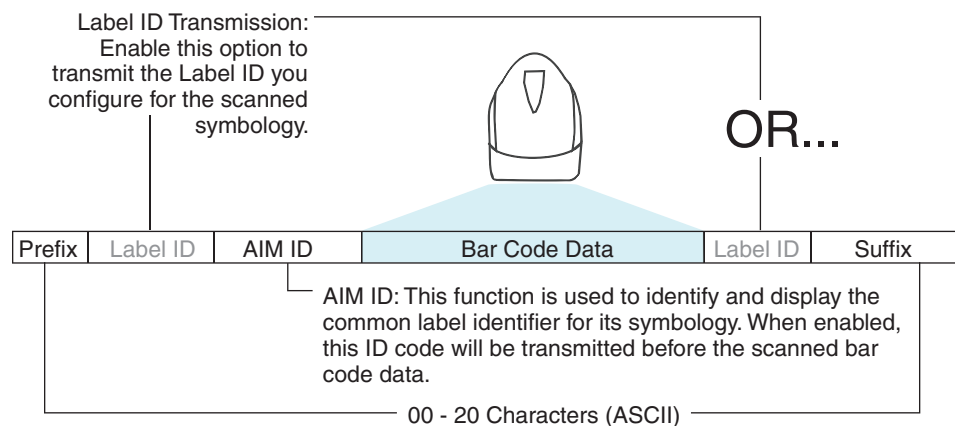 Label ID Transmission:
Enable this option to
transmit the Label ID you
configure for the scanned
symbology.
OR...
Prefix Label ID AIM ID Bar Code Data Label ID Suffix
AIM ID: This function is used to identify and display the
common label identifier for its symbology. When enabled,
this ID code will be transmitted before the scanned bar
code data.
00 - 20 Characters (ASCII)